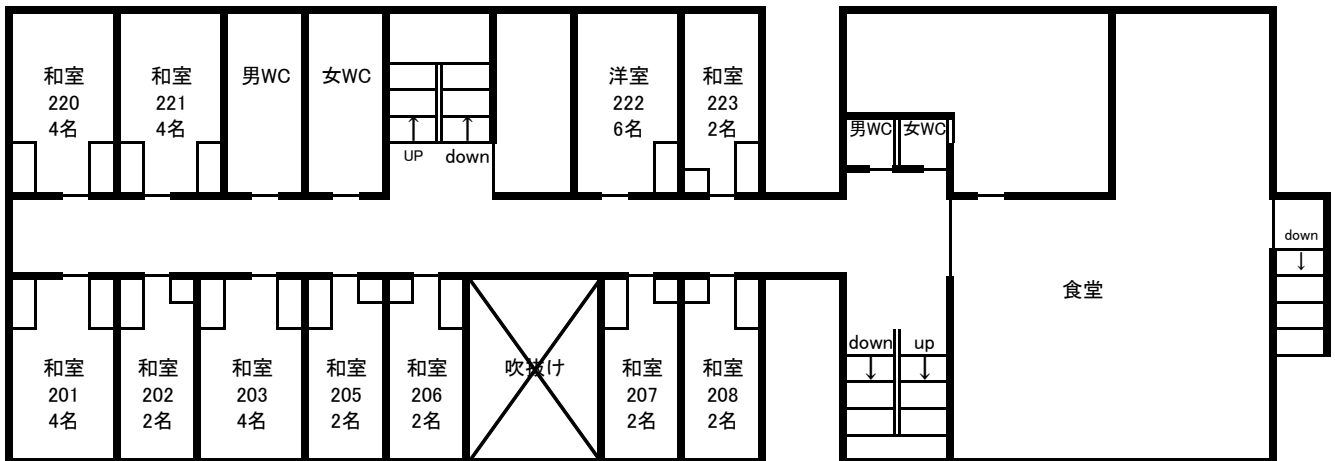 和室
220
4名
和室
221
4名
男WC
女WC
UP
down
洋室
222
6名
和室
223
2名
男WC
女WC
down
食堂
和室
201
4名
和室
202
2名
和室
203
4名
和室
205
2名
和室
206
2名
吹抜け
和室
207
2名
和室
208
2名
down
up